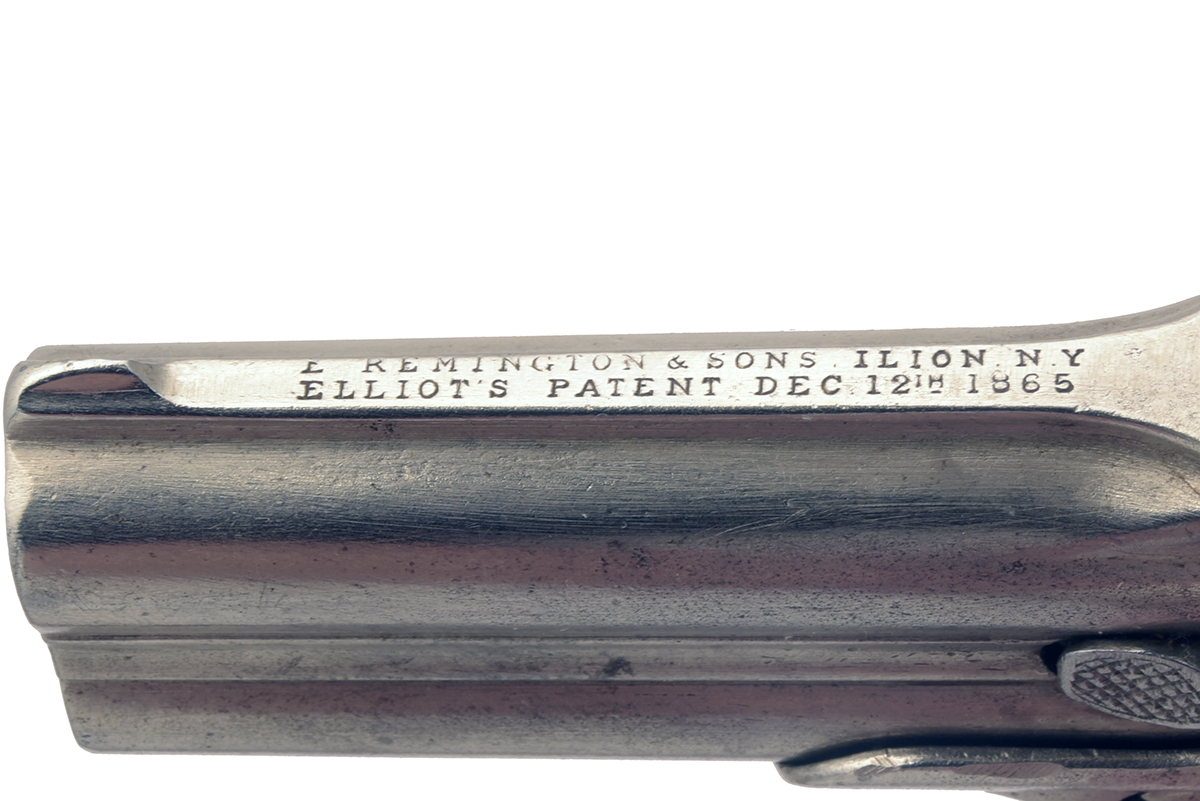 E REMINGTON & SONS. ILION. N.Y
ELLIOT'S PATENT DEC. 12TH 1865